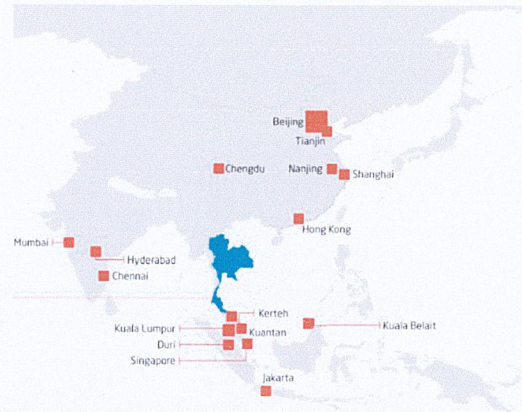 Beijing
Tianjin
Chengdu
Nanjing
Shanghai
Hong Kong
Mumbai
Hyderabad
Chennai
Kerteh
Kuala Lumpur
Kuantan
Kuala Belait
Duri
Singapore
Jakarta